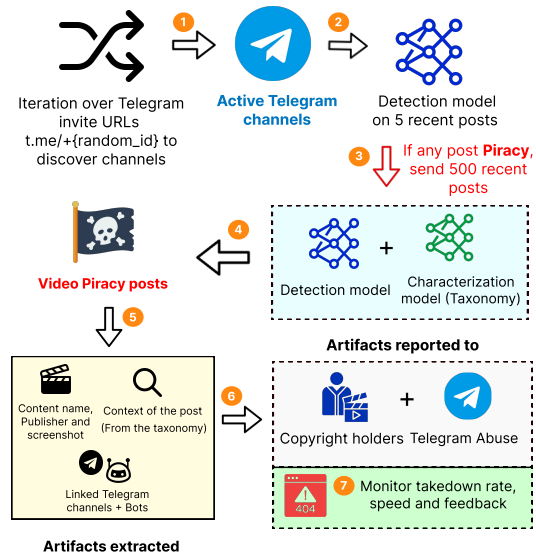 1
2
Iteration over Telegram
invite URLs
t.me/+{random_id} to
discover channels
Active Telegram
channels
Detection model
on 5 recent posts
3
If any post Piracy,
send 500 recent
posts
4
Video Piracy posts
Detection model
+
Characterization
model (Taxonomy)
5
Artifacts reported to
6
Content name,
Publisher and
screenshot
Context of the post
(From the taxonomy)
Linked Telegram
channels + Bots
Artifacts extracted
+
Copyright holders
Telegram Abuse
404
7
Monitor takedown rate,
speed and feedback